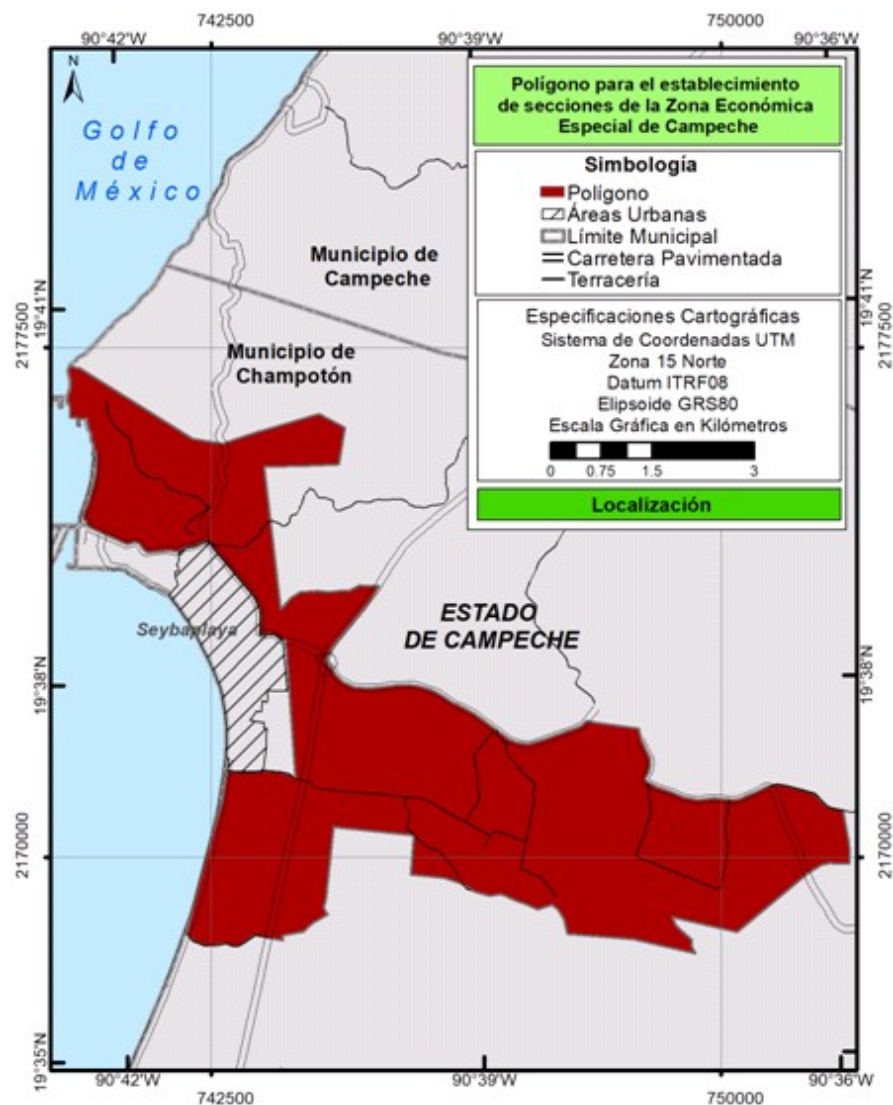 742500
750000
90°42'W
90°39'W
90°36'W
N
Golfo
de
México
Polígono para el establecimiento
de secciones de la Zona Económica
Especial de Campeche
Simbología
Polígono
Áreas Urbanas
Límite Municipal
Carretera Pavimentada
Terracería
Municipio de
Campeche
Municipio de
Champotón
Especificaciones Cartográficas
Sistema de Coordenadas UTM
Zona 15 Norte
Datum ITRF08
Elipsoide GRS80
Escala Gráfica en Kilómetros
0 0.75 1.5 3
Localización
19°41'N
2177500
19°41'N
2177500
ESTADO
DE CAMPECHE
Seybaplaya
19°38'N
19°38'N
2170000
2170000
19°35'N
19°35'N
90°42'W
90°39'W
90°36'W
742500
750000